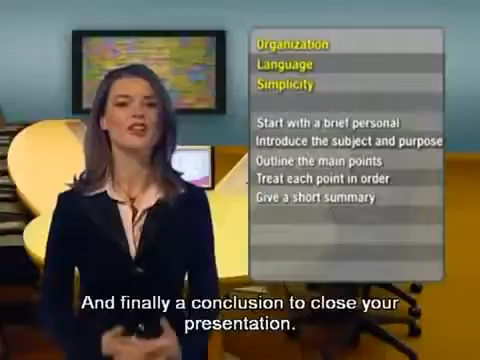 Organization
Language
Simplicity
Start with a brief personal
Introduce the subject and purpose
Outline the main points
Treat each point in order
Give a short summary
And finally a conclusion to close your
presentation.